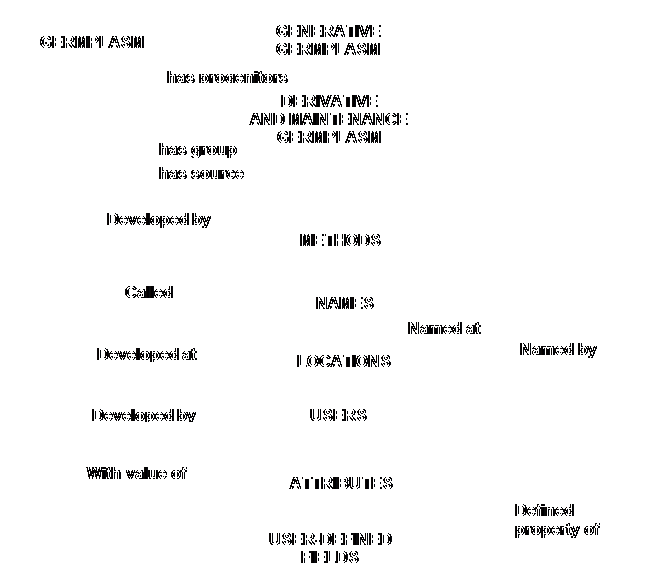 GERMPLASM
GENERATIVE
GERMPLASM
has progenitors
DERIVATIVE
AND MAINTENANCE
GERMPLASM
has group
has source
Developed by
METHODS
Called
NAMES
Named at
Named by
Developed at
LOCATIONS
Developed by
USERS
With value of
ATTRIBUTES
Defined
property of
USER-DEFINED
FIELDS